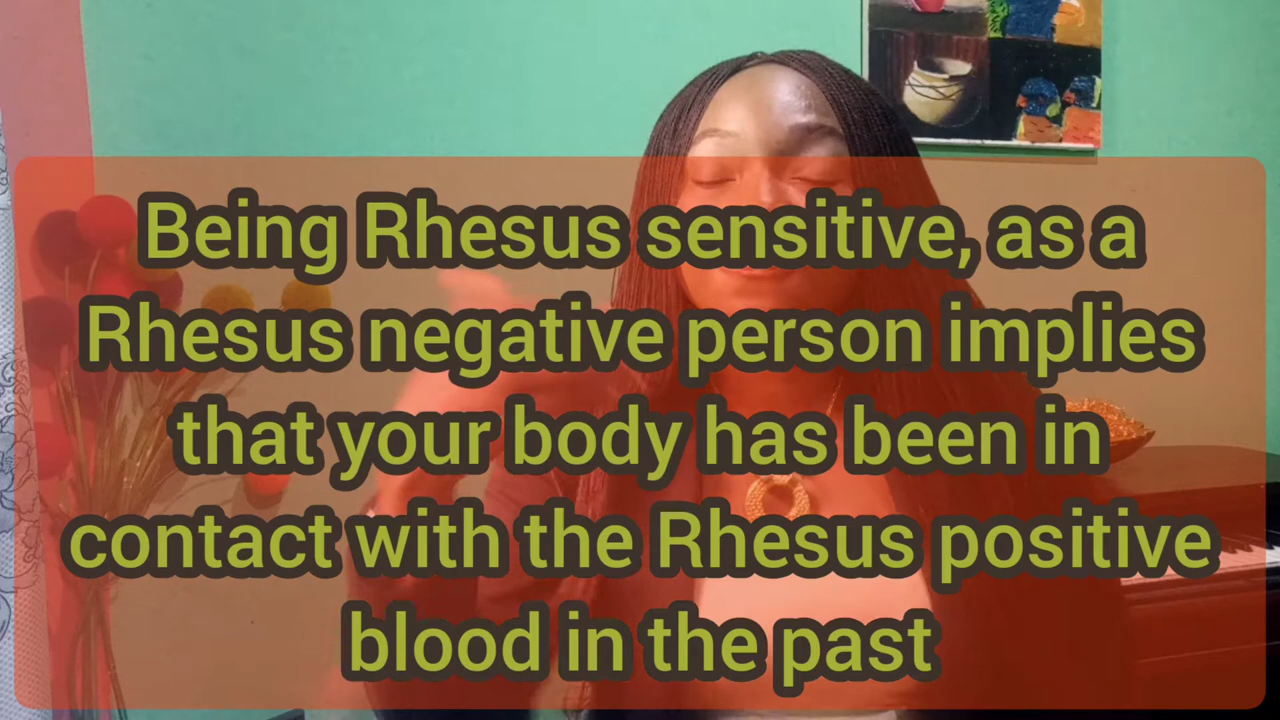 Being Rhesus sensitive, as a
Rhesus negative person implies
that your body has been in
contact with the Rhesus positive
blood in the past